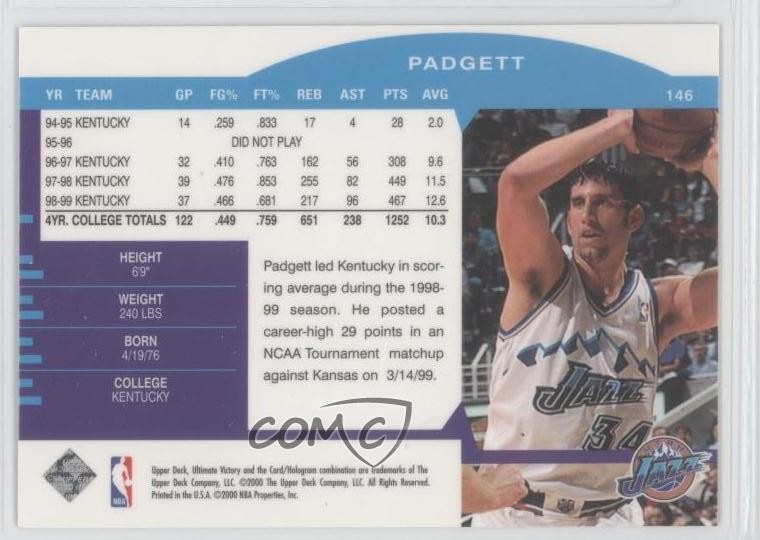 PADGETT
146
YR TEAM GP FG% FT% REB AST PTS AVG
94-95 KENTUCKY 14 .259 .833 17 4 28 2.0
95-96 DID NOT PLAY
96-97 KENTUCKY 32 .410 .763 162 56 308 9.6
97-98 KENTUCKY 39 .476 .853 255 82 449 11.5
98-99 KENTUCKY 37 .466 .681 217 96 467 12.6
4YR. COLLEGE TOTALS 122 .449 .759 651 238 1252 10.3
HEIGHT
6'9"
WEIGHT
240 LBS
BORN
4/19/76
COLLEGE
KENTUCKY
Padgett led Kentucky in scor-
ing average during the 1998-
99 season. He posted a
career-high 29 points in an
NCAA Tournament matchup
against Kansas on 3/14/99.
JAZZ
34
COMC
NBA
Upper Deck, Ultimate Victory and the Card/Hologram combination are trademarks of The
Upper Deck Company, LLC. ©2000 The Upper Deck Company, LLC. All Rights Reserved.
Printed in the U.S.A. ©2000 NBA Properties, Inc.
JAZZ